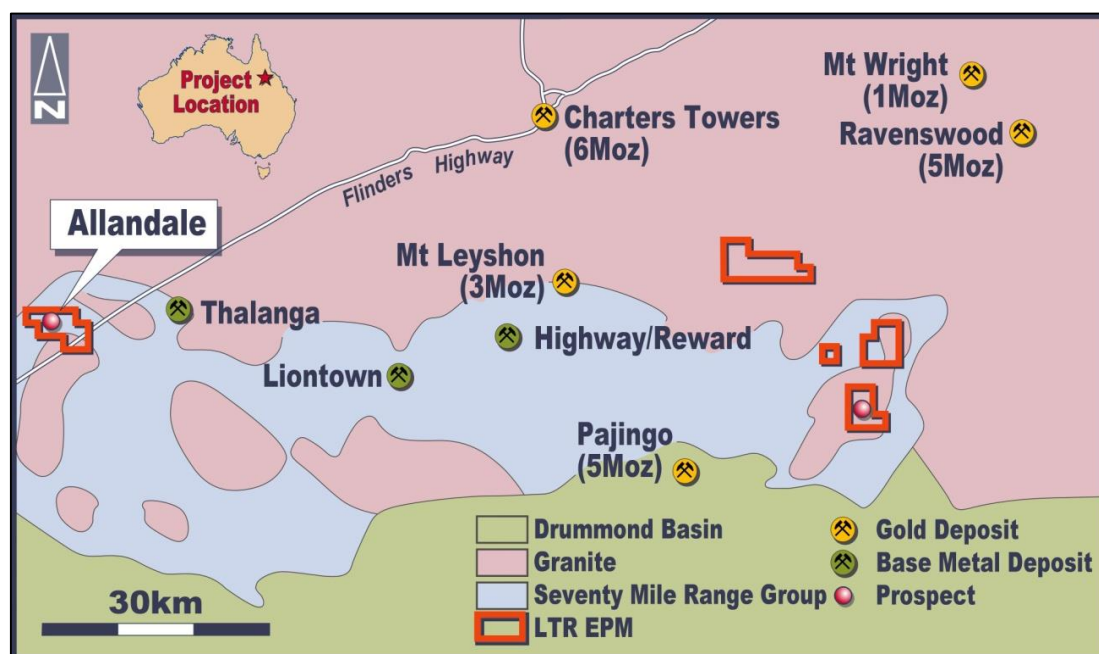 N
Project
Location
Charters Towers
(6Moz)
Mt Wright
(1Moz)
Ravenswood
(5Moz)
Flinders Highway
Allandale
Mt Leyshon
(3Moz)
Thalanga
Highway/Reward
Liontown
Pajingo
(5Moz)
Drummond Basin
Granite
Seventy Mile Range Group
LTR EPM
Gold Deposit
Base Metal Deposit
Prospect
30km